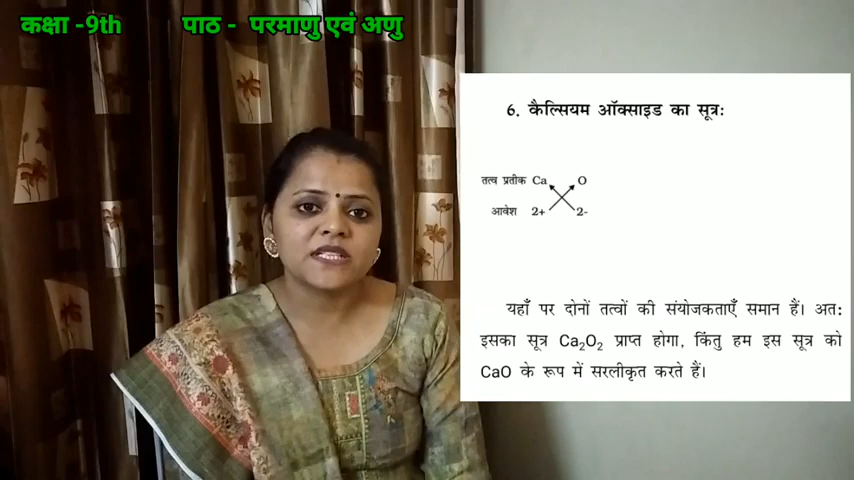 कक्षा -9th पाठ - परमाणु एवं अणु
6. कैल्सियम ऑक्साइड का सूत्रः
तत्व प्रतीक Ca O
आवेश 2+ 2-
यहाँ पर दोनों तत्वों की संयोजकताएँ समान हैं। अतः
इसका सूत्र Ca₂O₂ प्राप्त होगा, किंतु हम इस सूत्र को
CaO के रूप में सरलीकृत करते हैं।